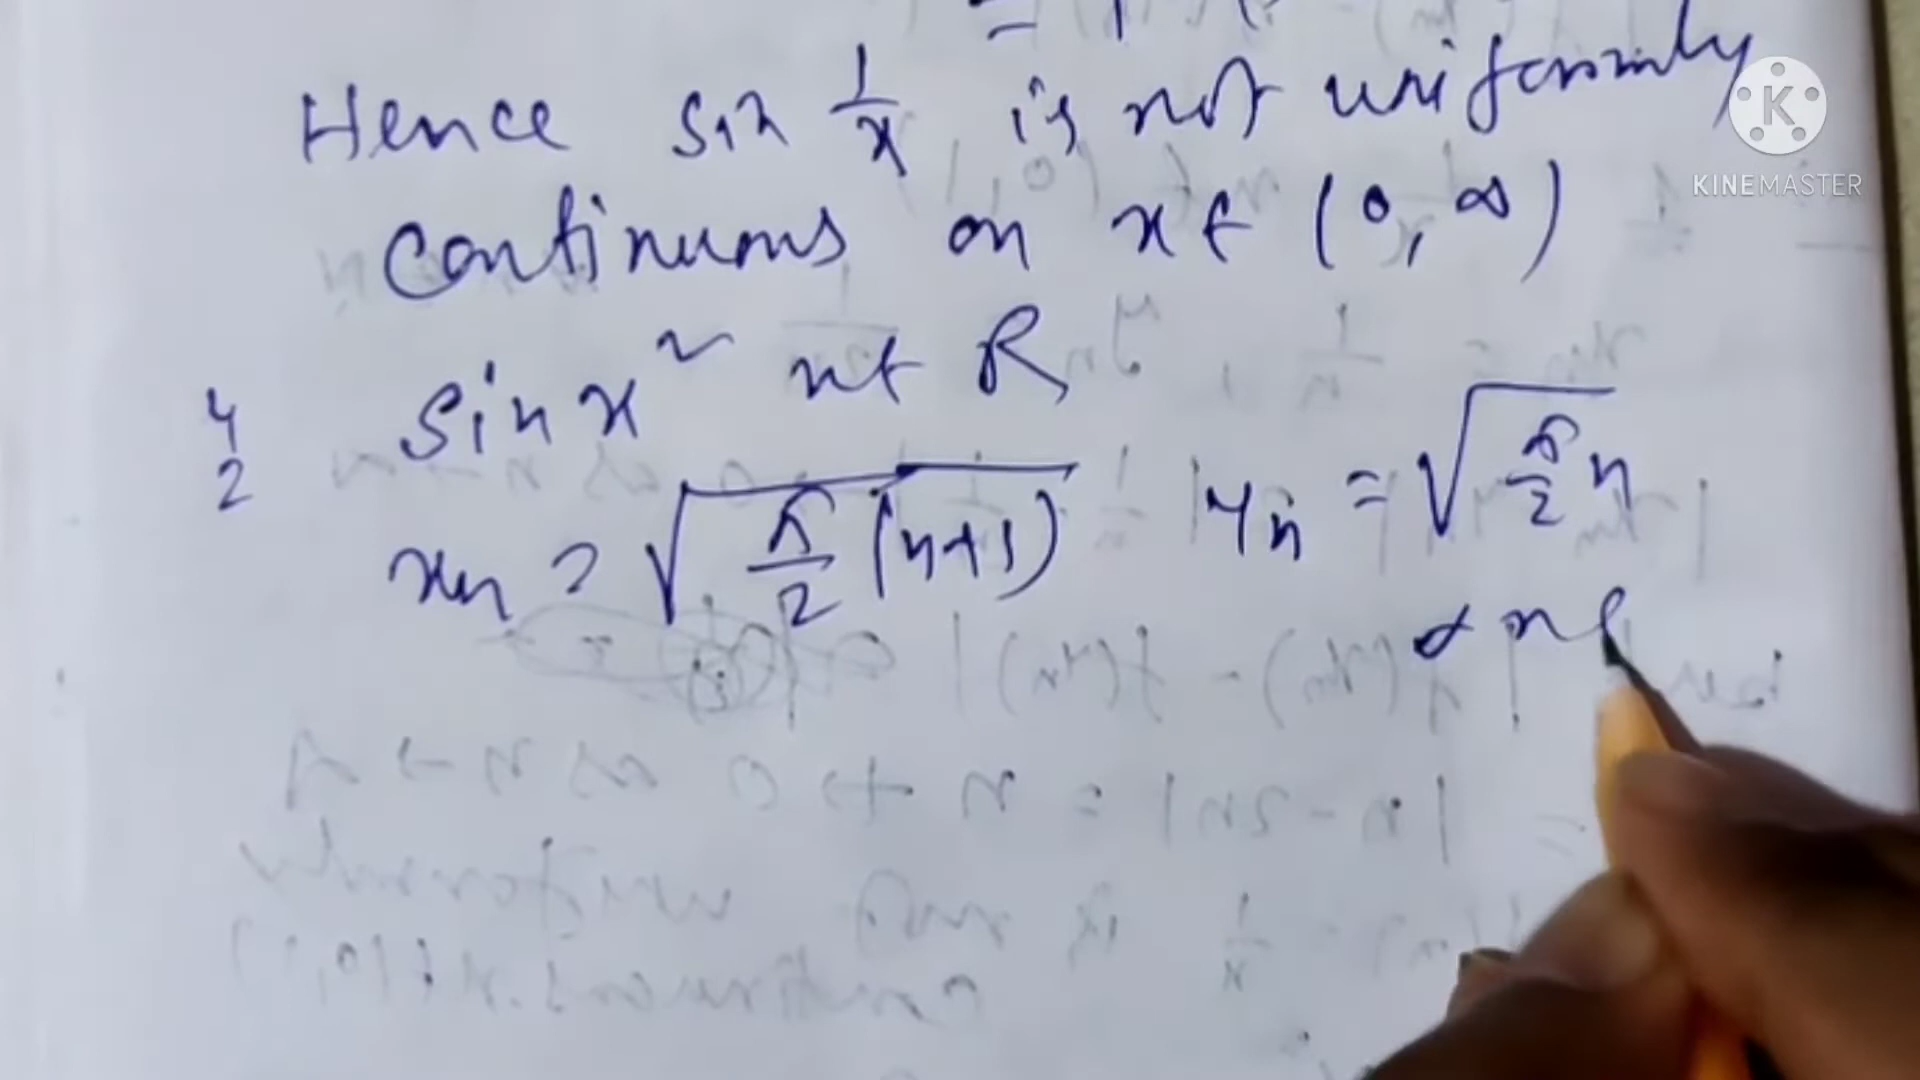 Hence sin 1/x is not uniformly
KINEMASTER
continuous on x ∈ (0, ∞)
4
2
sin x² x ∈ R
xn = √(π/2 (n+1)) yn = √(π/2 n)